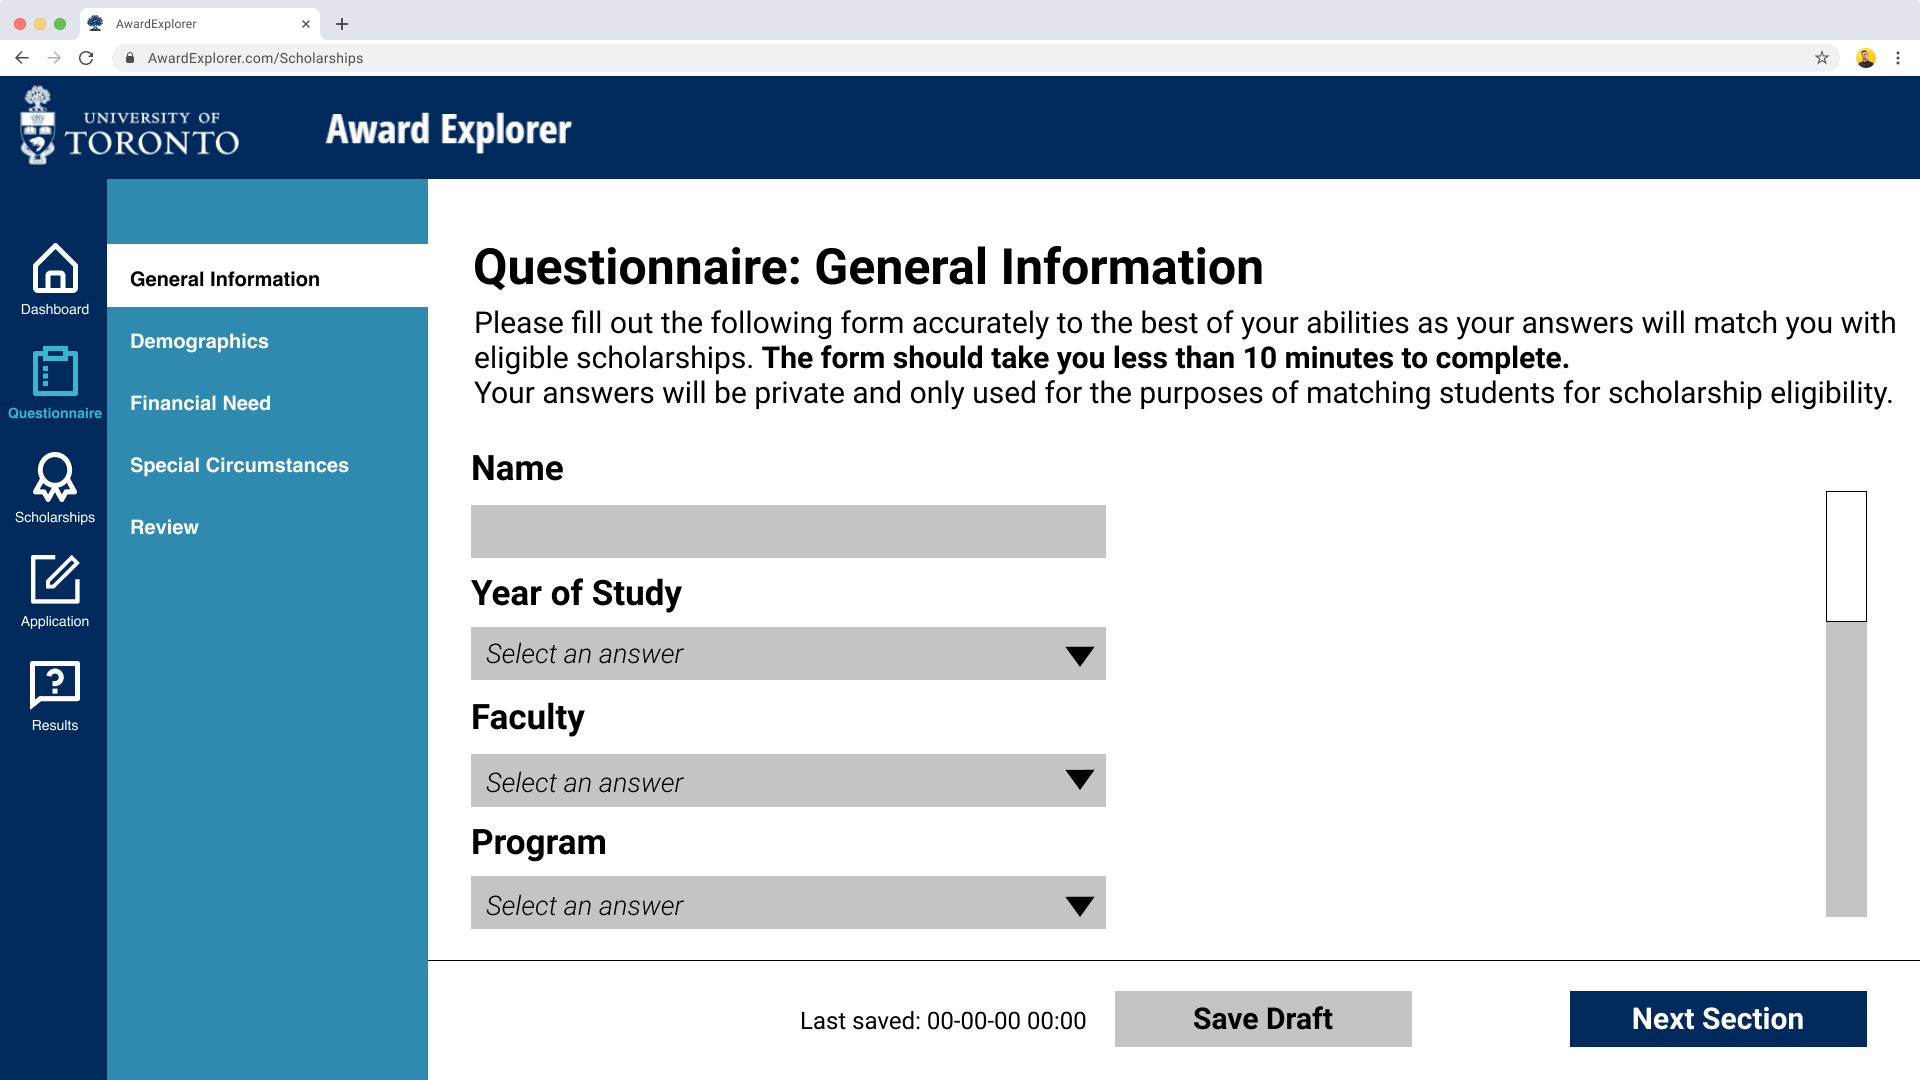 AwardExplorer
AwardExplorer.com/Scholarships
UNIVERSITY OF
TORONTO
Award Explorer
Dashboard
Questionnaire
Scholarships
Application
Results
General Information
Demographics
Financial Need
Special Circumstances
Review
Questionnaire: General Information
Please fill out the following form accurately to the best of your abilities as your answers will match you with
eligible scholarships. The form should take you less than 10 minutes to complete.
Your answers will be private and only used for the purposes of matching students for scholarship eligibility.
Name
Year of Study
Select an answer
Faculty
Select an answer
Program
Select an answer
Last saved: 00-00-00 00:00
Save Draft
Next Section